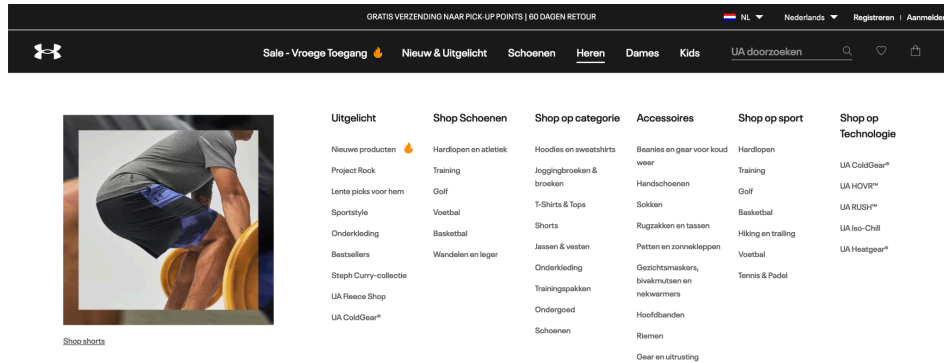 GRATIS VERZENDING NAAR PICK-UP POINTS | 60 DAGEN RETOUR
NL
Nederlands
Registreren | Aanmelden
Sale - Vroege Toegang
Nieuw & Uitgelicht
Schoenen
Heren
Dames
Kids
UA doorzoeken
Uitgelicht
Nieuwe producten
Project Rock
Lente picks voor hem
Sportstyle
Onderkleding
Bestsellers
Steph Curry-collectie
UA Fleece Shop
UA ColdGear®
Shop Schoenen
Hardlopen en atletiek
Training
Golf
Voetbal
Basketbal
Wandelen en leger
Shop op categorie
Hoodies en sweatshirts
Joggingbroeken &
broeken
T-Shirts & Tops
Shorts
Jassen & vesten
Onderkleding
Trainingspakken
Ondergoed
Schoenen
Accessoires
Beanies en gear voor koud
weer
Handschoenen
Sokken
Rugzakken en tassen
Petten en zonnekleppen
Gezichtsmaskers,
bivakmutsen en
nekwarmers
Hoofdbanden
Riemen
Gear en uitrusting
Shop op sport
Hardlopen
Training
Golf
Basketbal
Hiking en trailing
Voetbal
Tennis & Padel
Shop op
Technologie
UA ColdGear®
UA HOVR™
UA RUSH™
UA Iso-Chill
UA Heatgear®
Shop shorts